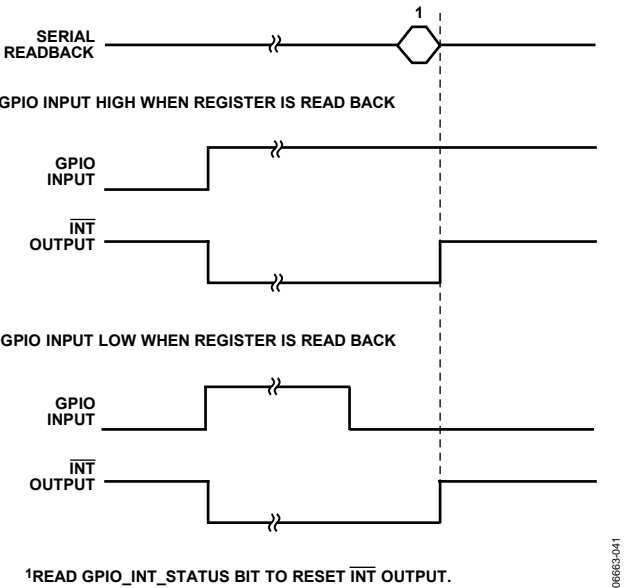 1
SERIAL
READBACK
GPIO INPUT HIGH WHEN REGISTER IS READ BACK
GPIO
INPUT
INT
OUTPUT
GPIO INPUT LOW WHEN REGISTER IS READ BACK
GPIO
INPUT
INT
OUTPUT
1READ GPIO_INT_STATUS BIT TO RESET INT OUTPUT.
06663-041